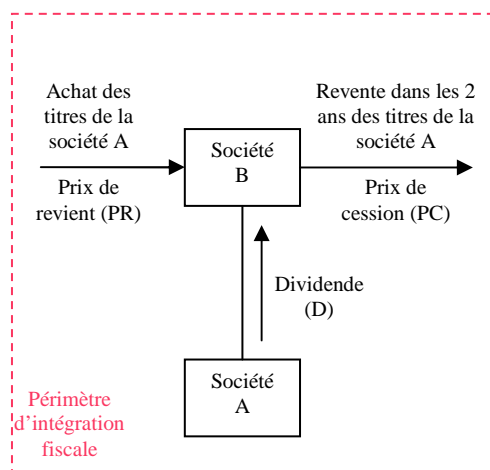 Achat des
titres de la
société A
Prix de
revient (PR)
Société
B
Revente dans les 2
ans des titres de la
société A
Prix de
cession (PC)
Dividende
(D)
Société
A
Périmètre
d'intégration
fiscale